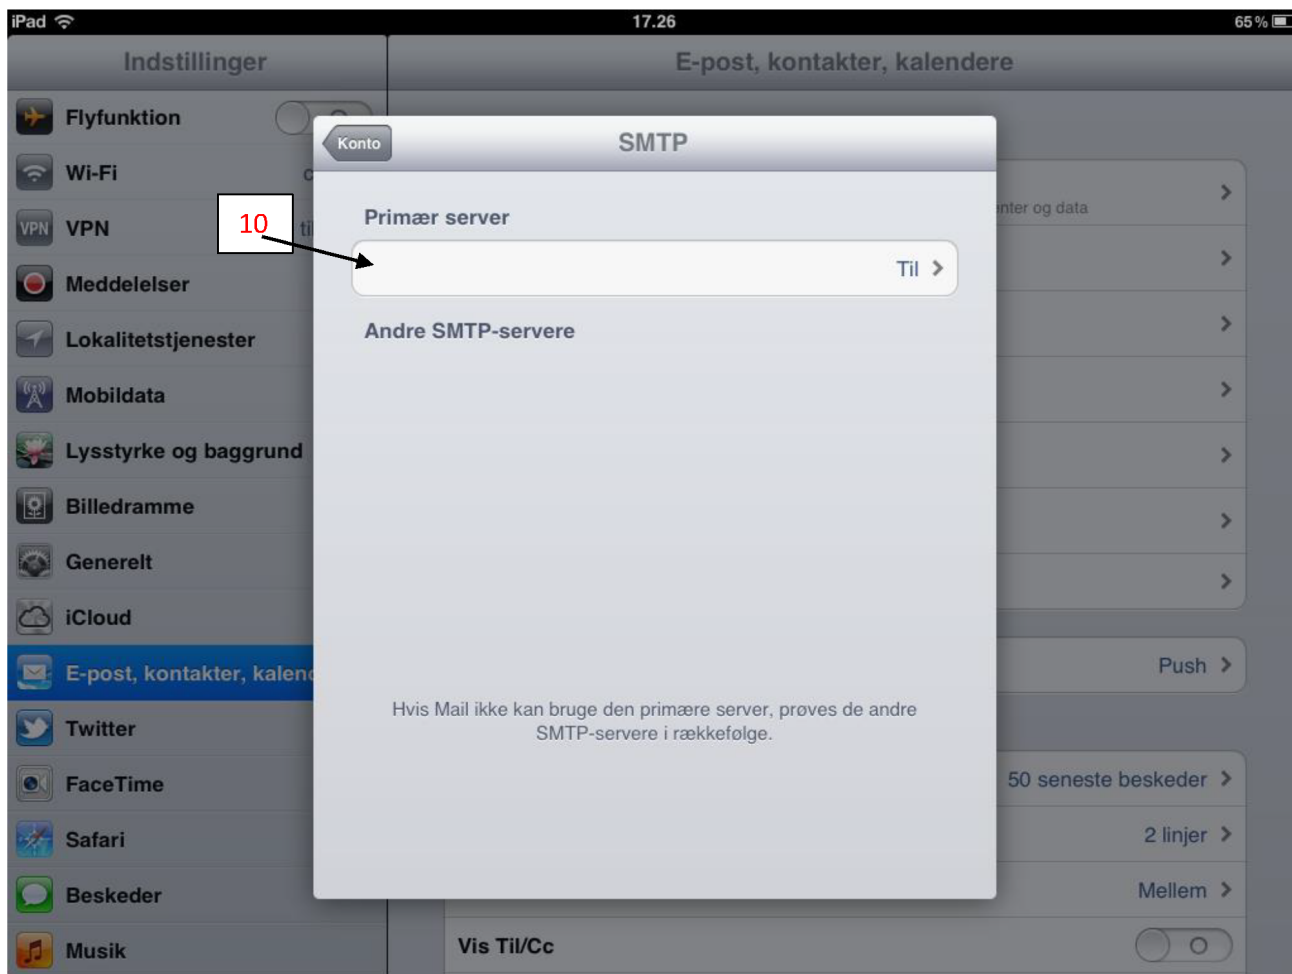 iPad 17.26 65%
Indstillinger
E-post, kontakter, kalendere
Flyfunktion
Wi-Fi
VPN VPN
Meddelelser
Lokalitetstjenester
Mobildata
Lysstyrke og baggrund
Billedramme
Generelt
iCloud
E-post, kontakter, kalend
Twitter
FaceTime
Safari
Beskeder
Musik
10
Konto
SMTP
Primær server
Til
Andre SMTP-servere
Hvis Mail ikke kan bruge den primære server, prøves de andre
SMTP-servere i rækkefølge.
og data
Push
50 seneste beskeder
2 linjer
Mellem
Vis Til/Cc